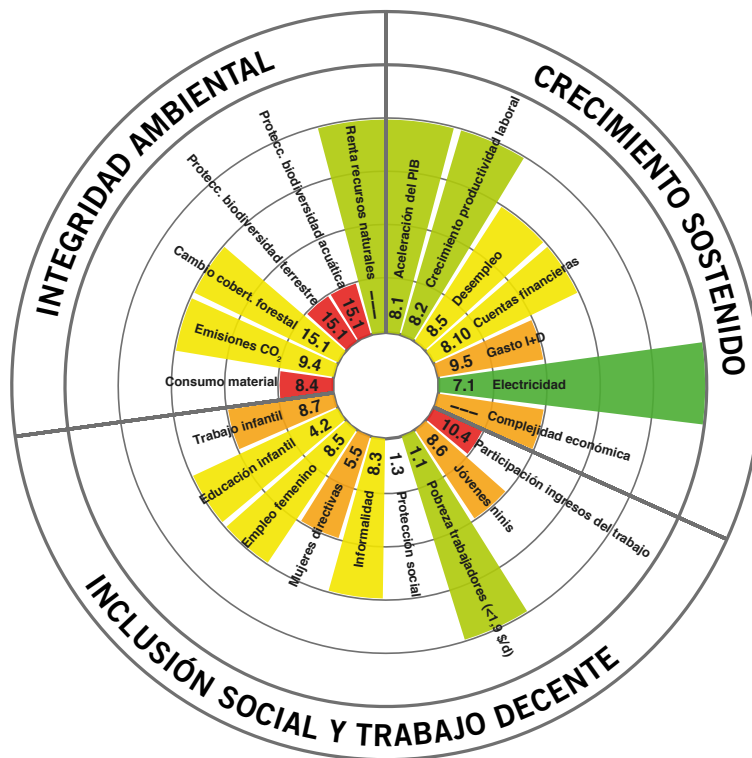 INTEGRIDAD AMBIENTAL
CRECIMIENTO SOSTENIDO
INCLUSIÓN SOCIAL Y TRABAJO DECENTE
Aceleración del PIB
8.1
Crecimiento productividad laboral
8.2
Desempleo
8.5
Cuentas financieras
8.10
Gasto I+D
9.5
Electricidad
7.1
Complejidad económica
----
Participación ingresos del trabajo
10.4
Jóvenes ninis
8.6
Pobreza trabajadores (<1,9 $/d)
1.1
Protección social
1.3
Informalidad
8.3
Mujeres directivas
5.5
Empleo femenino
8.5
Educación infantil
4.2
Trabajo infantil
8.7
Consumo material
8.4
Emisiones CO₂
9.4
Cambio cobert. forestal
15.1
Protecc. biodiversidad terrestre
15.1
Protecc. biodiversidad acuática
15.1
Renta recursos naturales
----